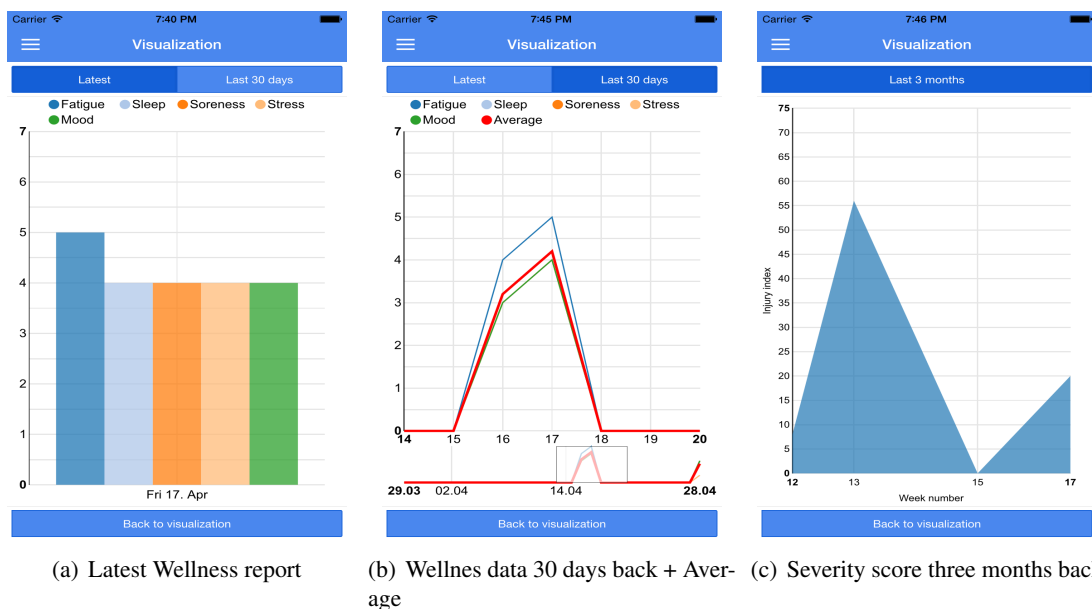 Carrier 7:40 PM
Visualization
Latest Last 30 days
Fatigue Sleep Soreness Stress
Mood
7
6
5
4
3
2
1
0
Fri 17. Apr
Back to visualization
(a) Latest Wellness report
Carrier 7:45 PM
Visualization
Latest Last 30 days
Fatigue Sleep Soreness Stress
Mood Average
7
6
5
4
3
2
1
0
14 15 16 17 18 19 20
29.03 02.04 14.04 28.04
Back to visualization
(b) Wellnes data 30 days back + Aver-
age
Carrier 7:46 PM
Visualization
Last 3 months
75
70
65
60
55
50
45
40
35
30
25
20
15
10
5
0
Injury index
12 13 15 17
Week number
Back to visualization
(c) Severity score three months bac